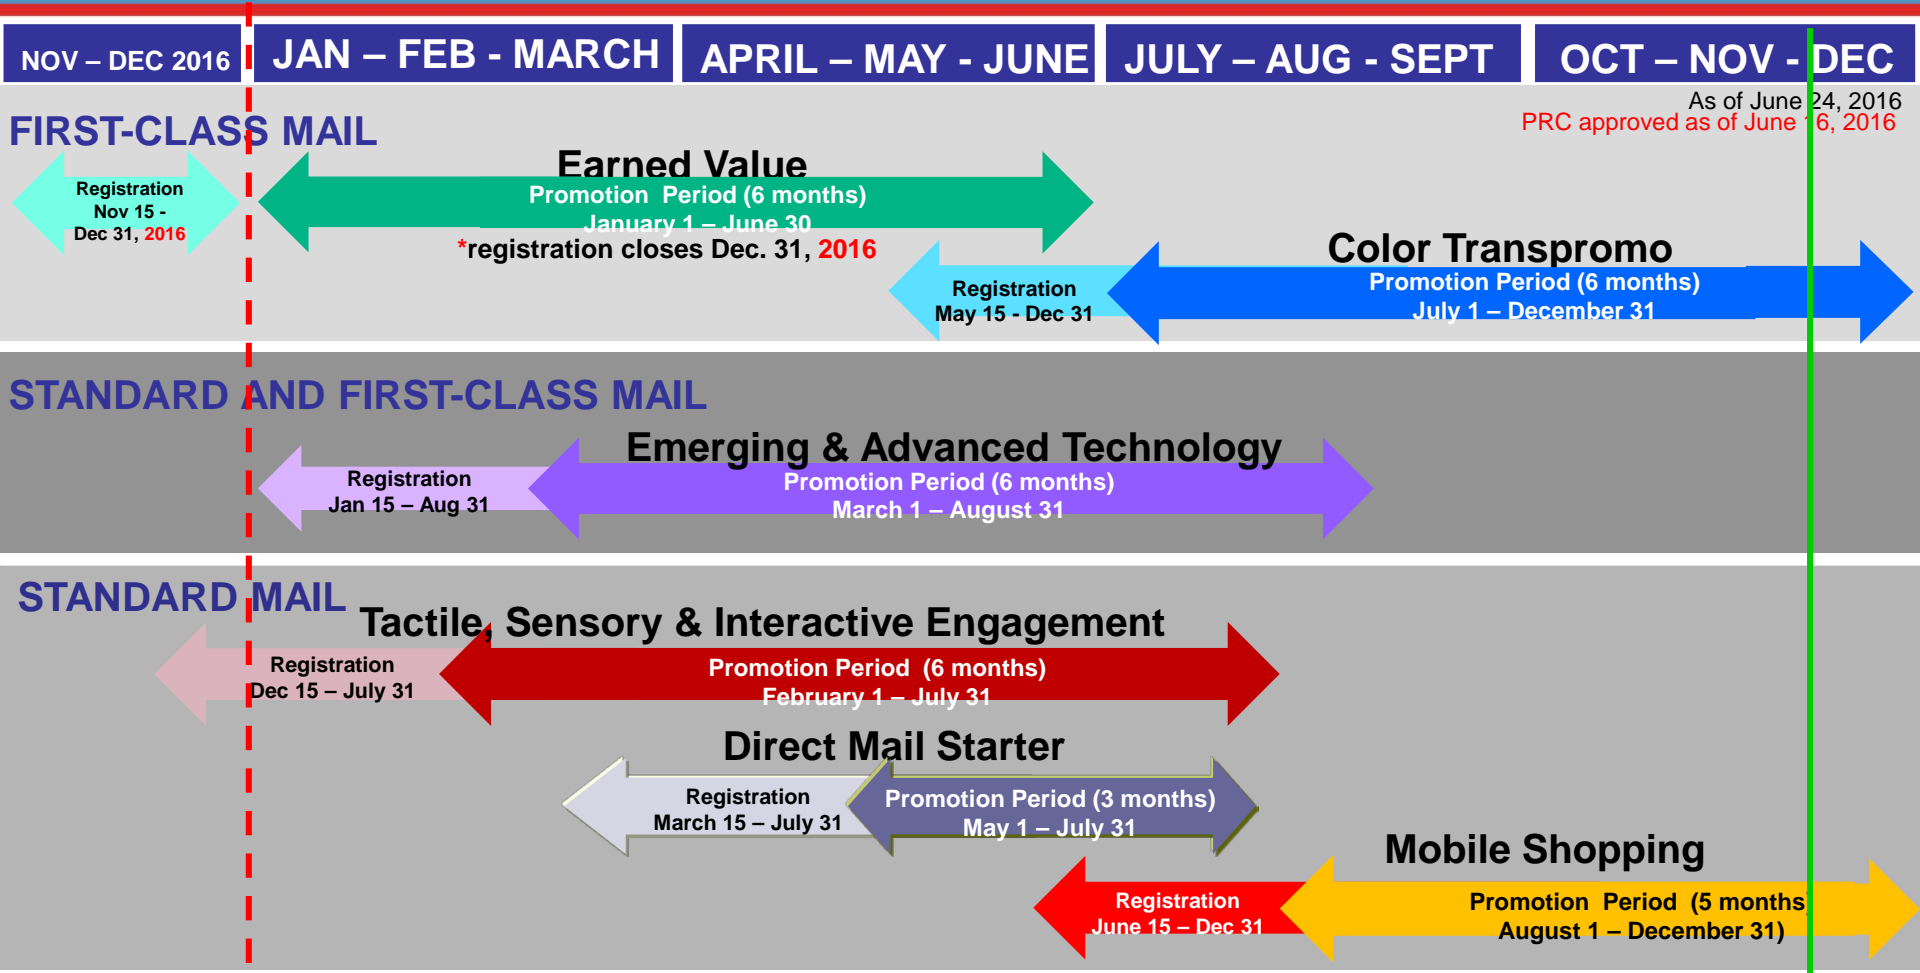 NOV – DEC 2016
JAN – FEB - MARCH
APRIL – MAY - JUNE
JULY – AUG - SEPT
OCT – NOV - DEC
As of June 24, 2016
PRC approved as of June 16, 2016
FIRST-CLASS MAIL
Registration
Nov 15 -
Dec 31, 2016
Earned Value
Promotion Period (6 months)
January 1 – June 30
*registration closes Dec. 31, 2016
Color Transpromo
Registration
May 15 - Dec 31
Promotion Period (6 months)
July 1 – December 31
STANDARD AND FIRST-CLASS MAIL
Emerging & Advanced Technology
Registration
Jan 15 – Aug 31
Promotion Period (6 months)
March 1 – August 31
STANDARD MAIL
Tactile, Sensory & Interactive Engagement
Registration
Dec 15 – July 31
Promotion Period (6 months)
February 1 – July 31
Direct Mail Starter
Registration
March 15 – July 31
Promotion Period (3 months)
May 1 – July 31
Mobile Shopping
Registration
June 15 – Dec 31
Promotion Period (5 months)
August 1 – December 31)